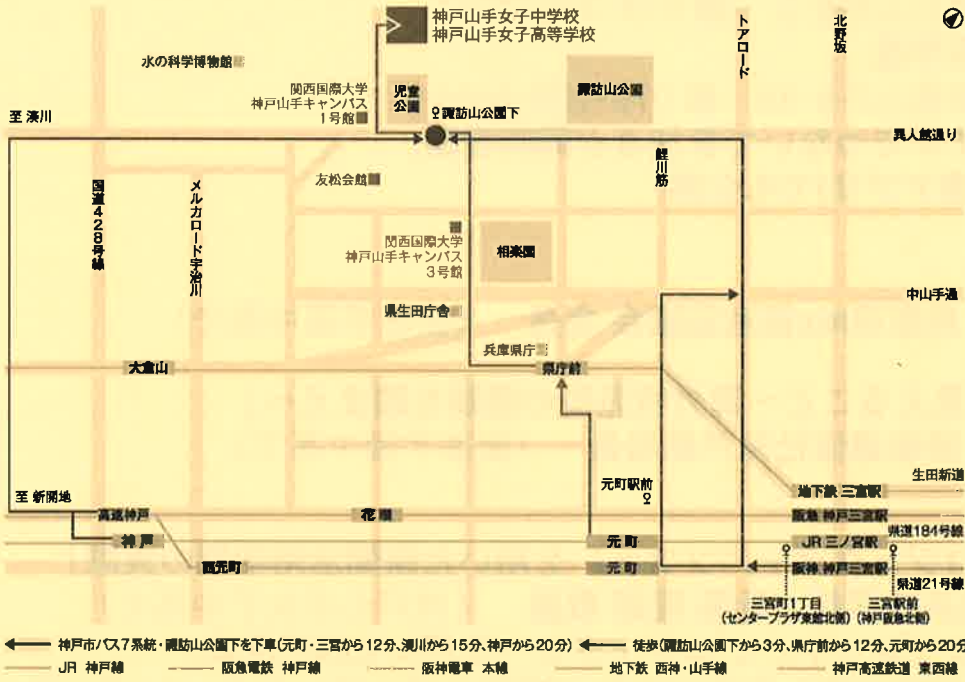 神戸山手女子中学校
神戸山手女子高等学校
トアロード
北野坂
水の科学博物館
関西国際大学
神戸山手キャンパス
1号館
児童
公園
諏訪山公園
諏訪山公園下
至 湊川
異人館通り
鯉川筋
友松会館
国道428号線
メルカロード宇治川
関西国際大学
神戸山手キャンパス
3号館
相楽園
中山手通
県生田庁舎
兵庫県庁
大倉山
県庁前
生田新道
元町駅前
地下鉄 三宮駅
至 新開地
高速神戸
花隈
阪急 神戸三宮駅
県道184号線
神戸
元町
JR 三ノ宮駅
西元町
元町
阪神 神戸三宮駅
県道21号線
三宮町1丁目
(センタープラザ東館北側)
三宮駅前
(神戸阪急北側)
神戸市バス7系統・諏訪山公園下を下車(元町・三宮から12分、湊川から15分、神戸から20分)
徒歩(諏訪山公園下から3分、県庁前から12分、元町から20分
JR 神戸線
阪急電鉄 神戸線
阪神電車 本線
地下鉄 西神・山手線
神戸高速鉄道 東西線